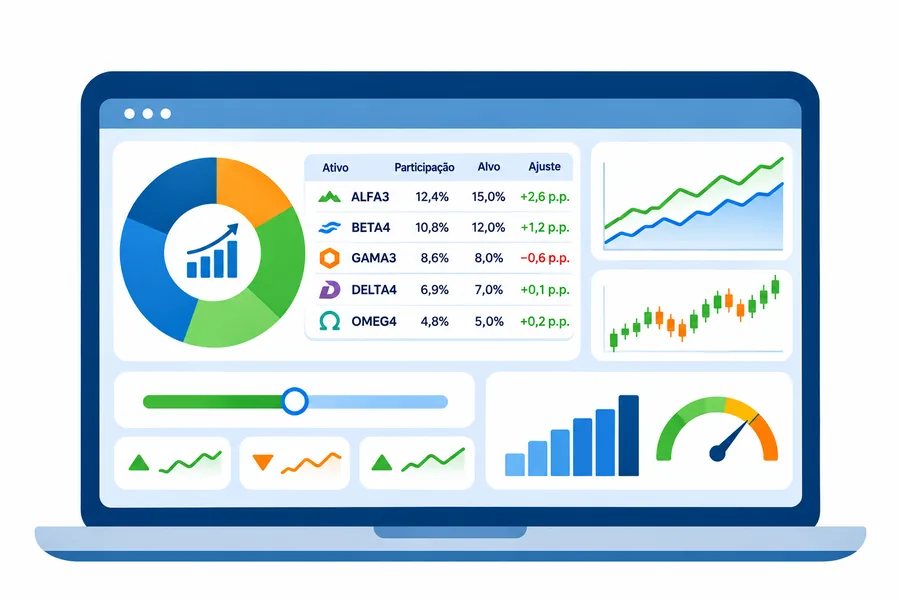 Ativo Participação Alvo Ajuste
ALFA3 12,4% 15,0% +2,6 p.p.
BETA4 10,8% 12,0% +1,2 p.p.
GAMA3 8,6% 8,0% −0,6 p.p.
DELTA4 6,9% 7,0% +0,1 p.p.
OMEG4 4,8% 5,0% +0,2 p.p.